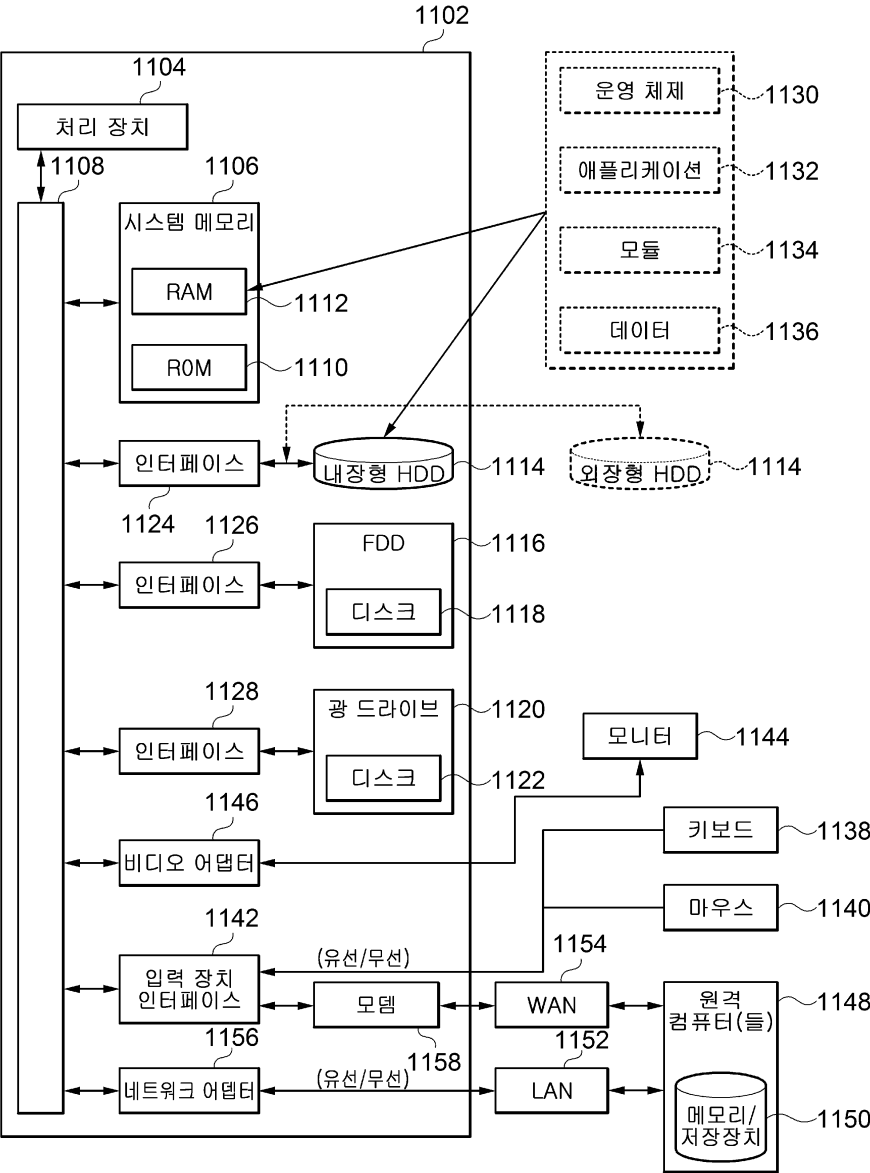 1102
1104
처리 장치
1108
1106
시스템 메모리
RAM
1112
ROM
1110
운영 체제
1130
애플리케이션
1132
모듈
1134
데이터
1136
인터페이스
1124
내장형 HDD
1114
외장형 HDD
1114
1126
인터페이스
FDD
1116
디스크
1118
1128
인터페이스
광 드라이브
1120
디스크
1122
모니터
1144
1146
비디오 어댑터
키보드
1138
마우스
1140
1142
입력 장치
인터페이스
(유선/무선)
모뎀
1158
1154
WAN
원격
컴퓨터(들)
1148
1156
네트워크 어뎁터
(유선/무선)
1152
LAN
메모리/
저장장치
1150